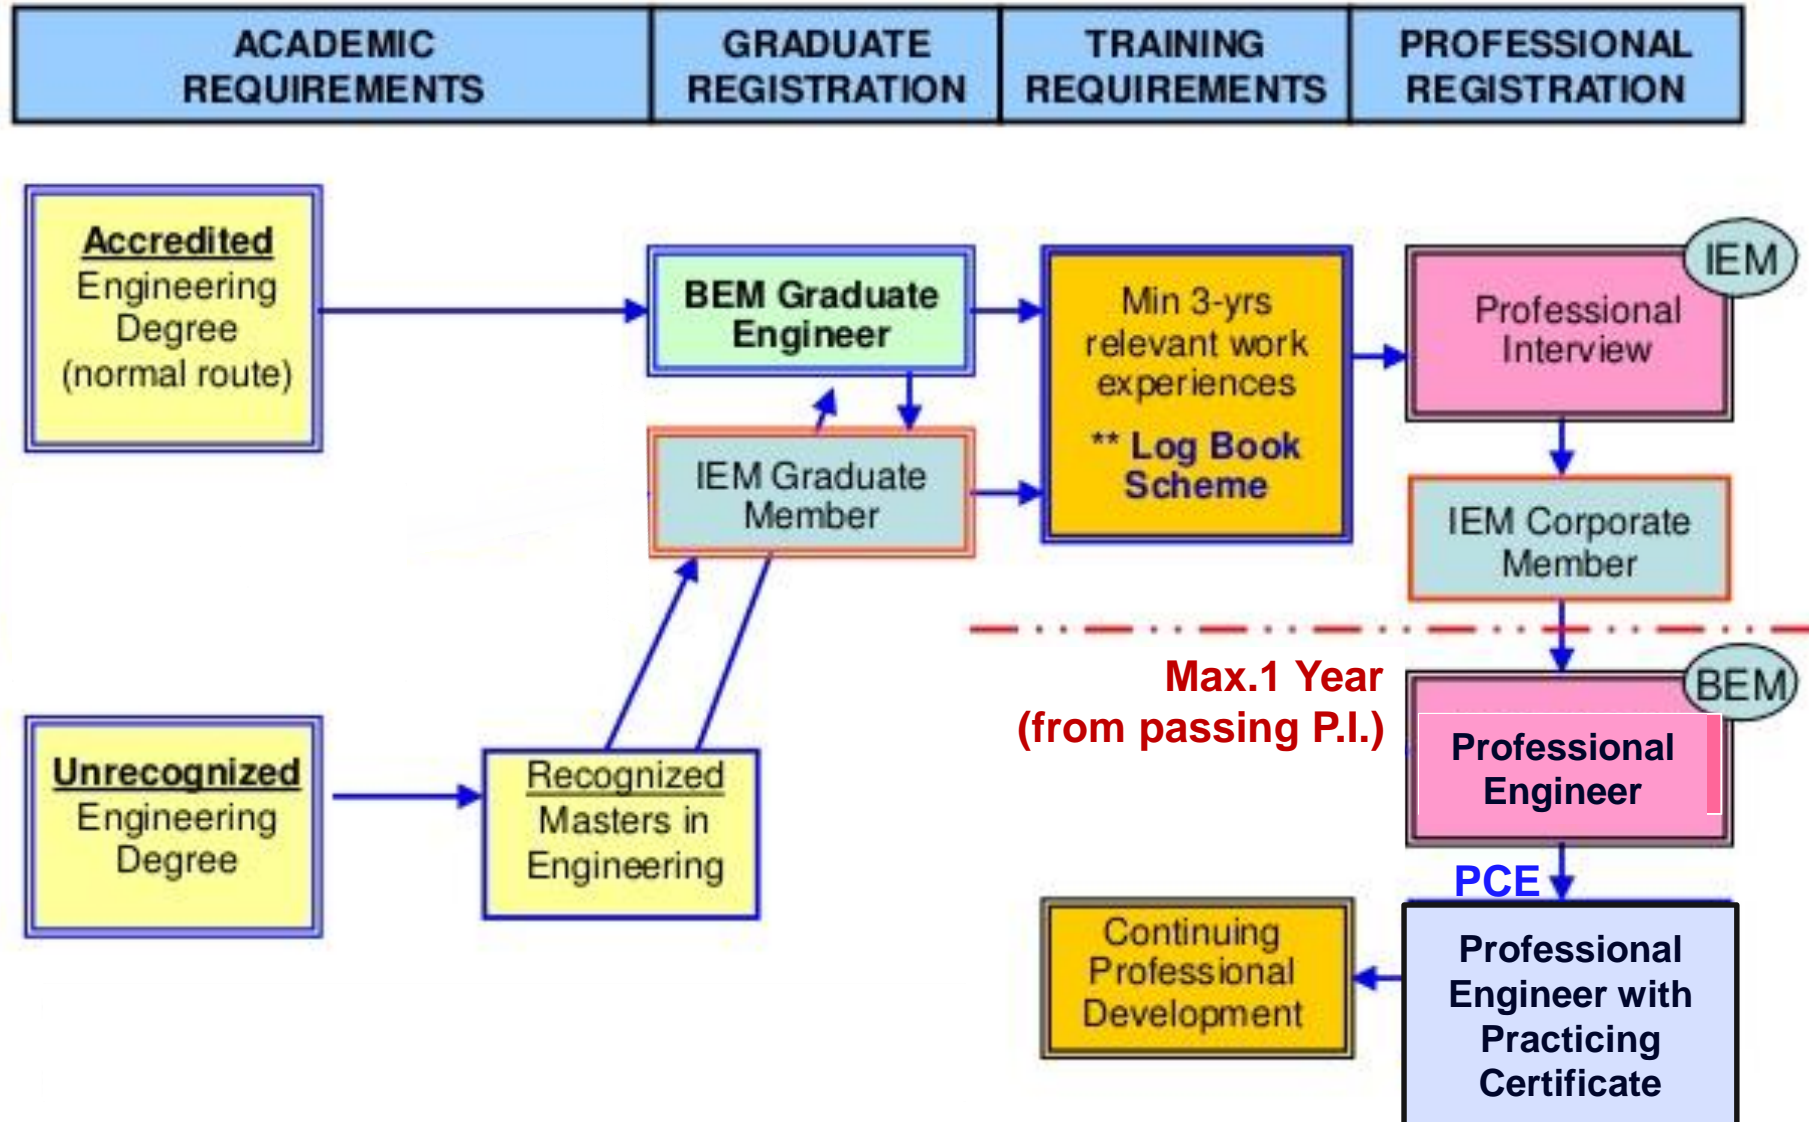 ACADEMIC
REQUIREMENTS
GRADUATE
REGISTRATION
TRAINING
REQUIREMENTS
PROFESSIONAL
REGISTRATION
Accredited
Engineering
Degree
(normal route)
BEM Graduate
Engineer
IEM Graduate
Member
Min 3-yrs
relevant work
experiences
** Log Book
Scheme
IEM
Professional
Interview
IEM Corporate
Member
Max.1 Year
(from passing P.I.)
BEM
Professional
Engineer
Unrecognized
Engineering
Degree
Recognized
Masters in
Engineering
PCE
Professional
Engineer with
Practicing
Certificate
Continuing
Professional
Development